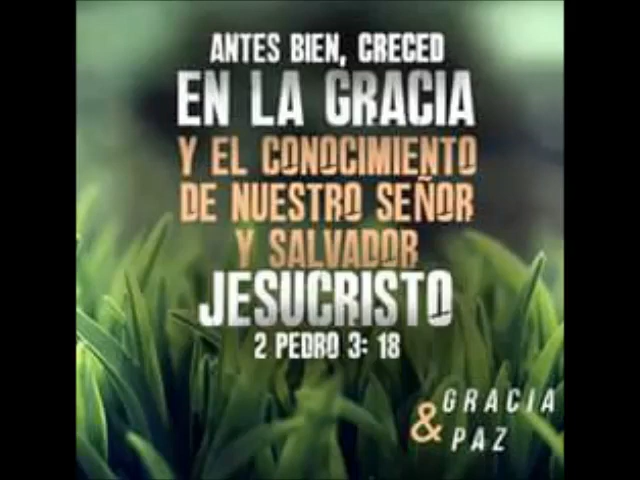 ANTES BIEN, CRECED
EN LA GRACIA
Y EL CONOCIMIENTO
DE NUESTRO SEÑOR
Y SALVADOR
JESUCRISTO
2 PEDRO 3: 18
& GRACIA
PAZ